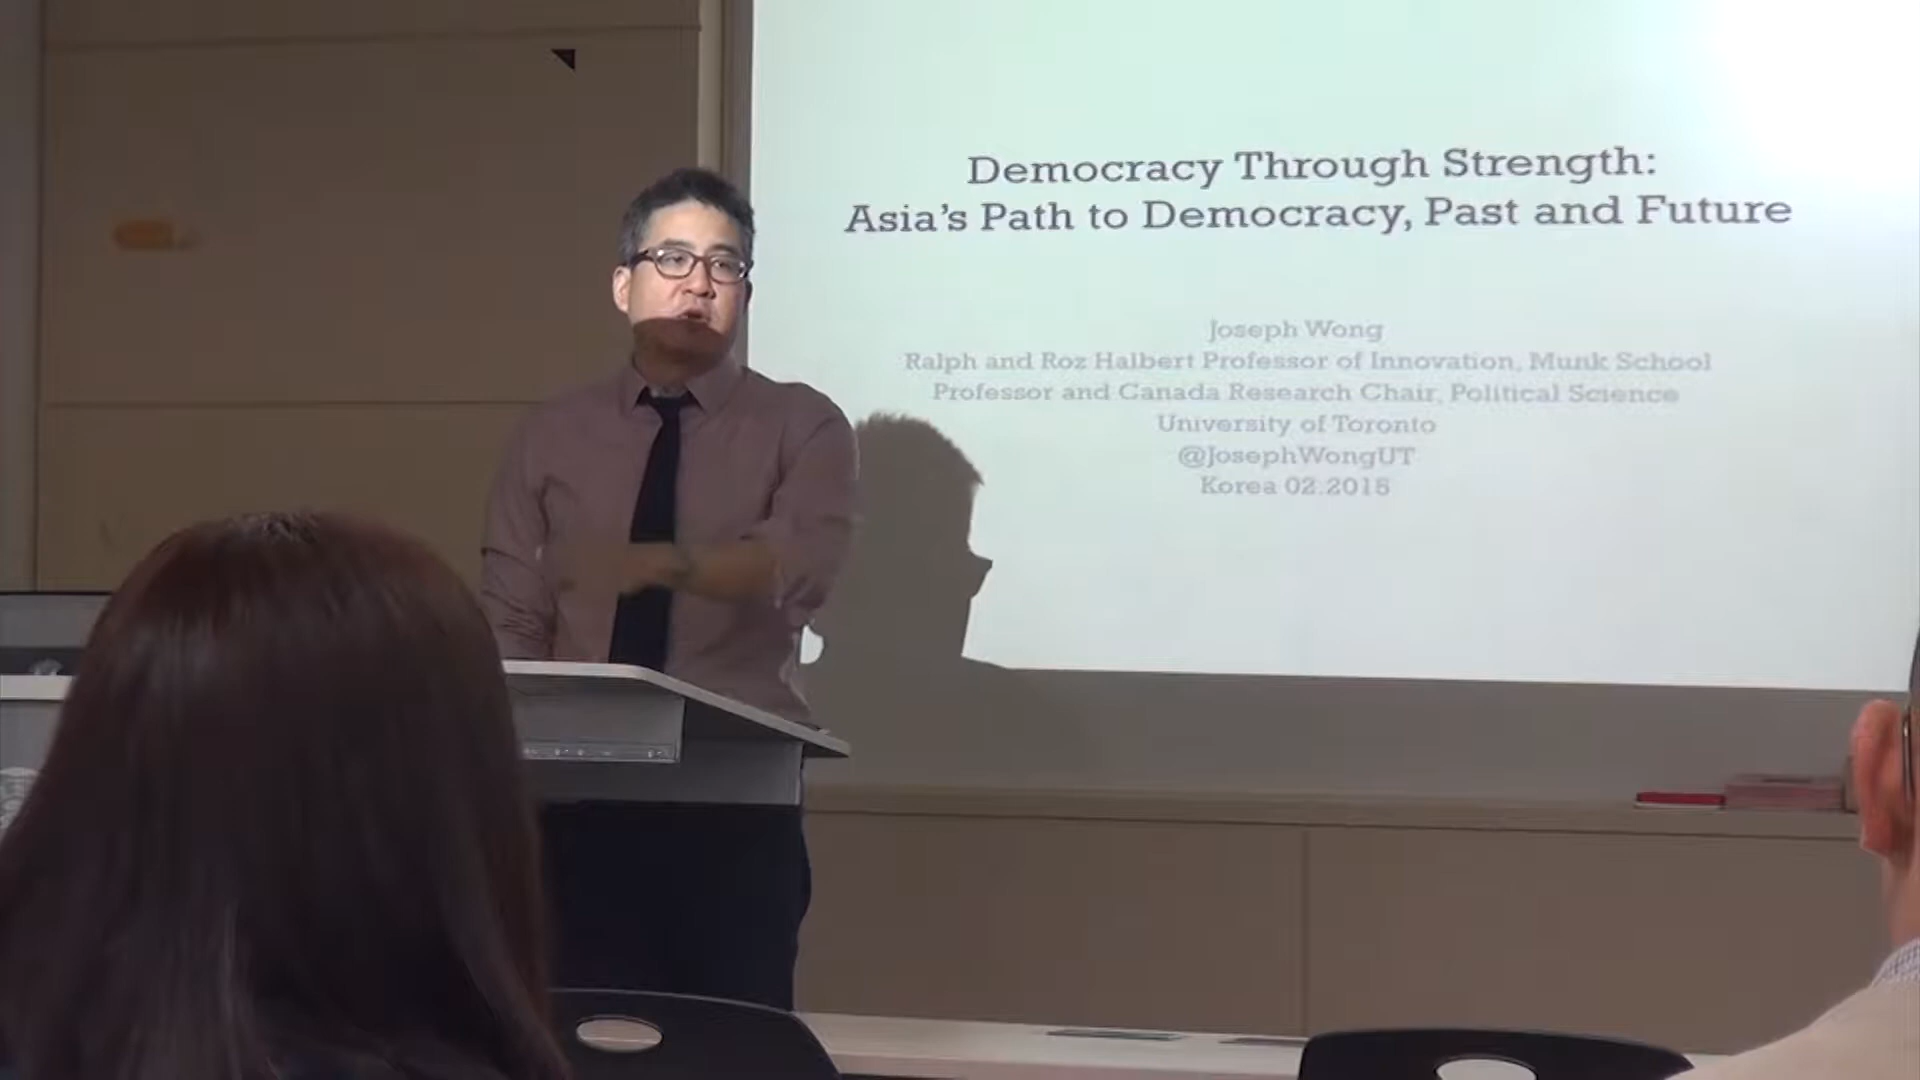 Democracy Through Strength:
Asia's Path to Democracy, Past and Future
Joseph Wong
Ralph and Roz Halbert Professor of Innovation, Munk School
Professor and Canada Research Chair, Political Science
University of Toronto
@JosephWongUT
Korea 02.2015